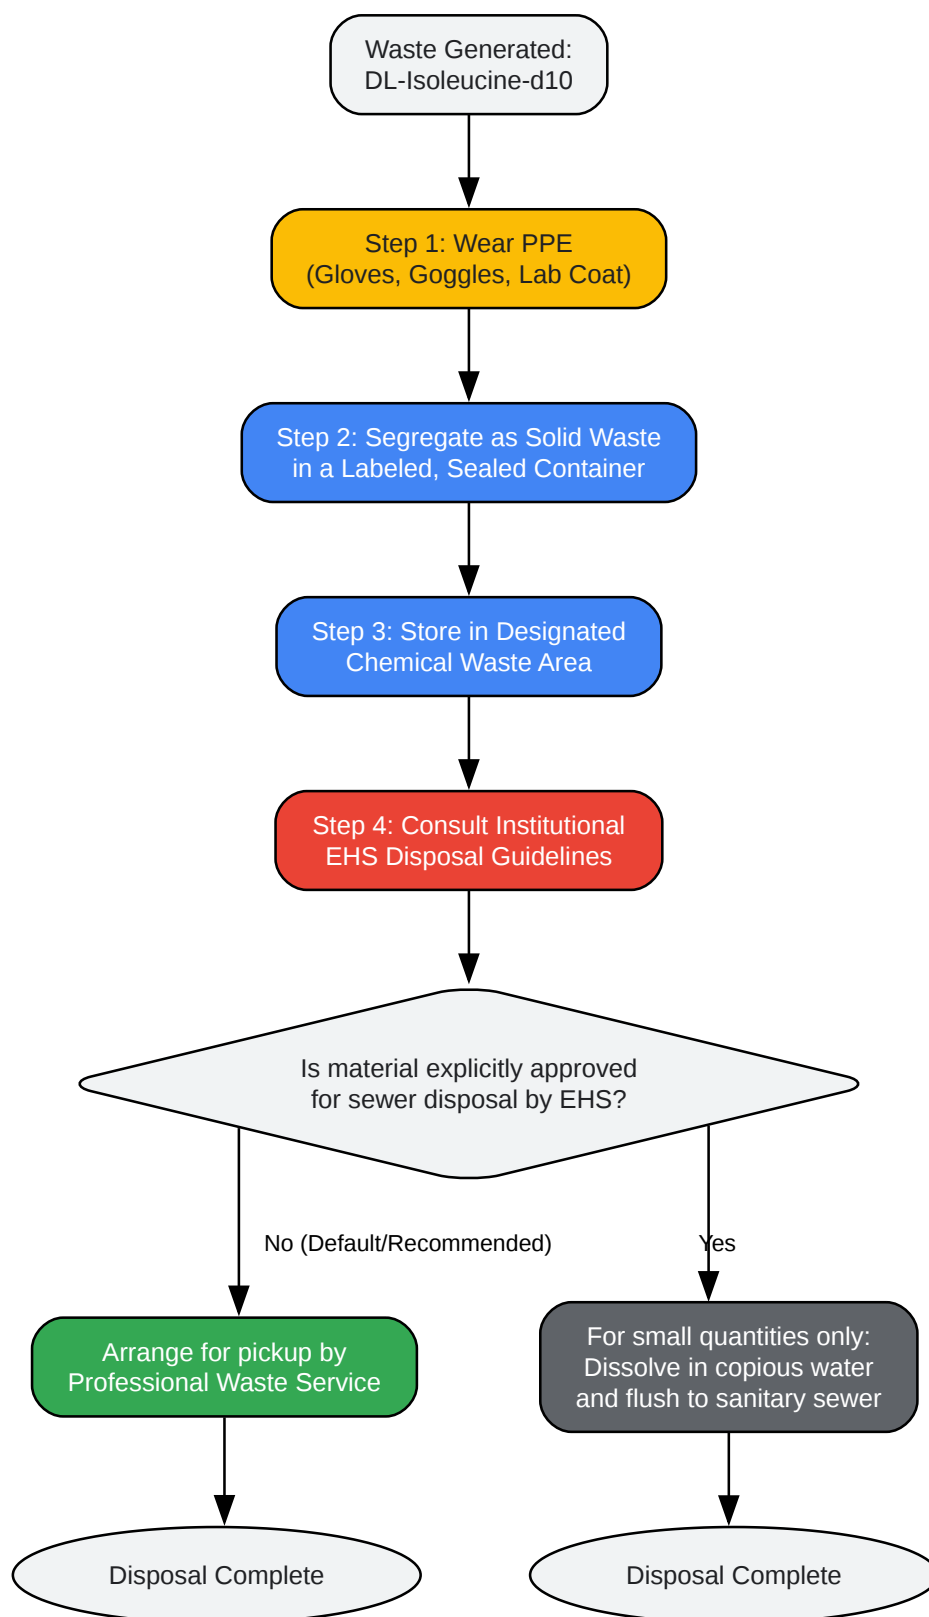 Waste Generated:
DL-Isoleucine-d10
Step 1: Wear PPE
(Gloves, Goggles, Lab Coat)
Step 2: Segregate as Solid Waste
in a Labeled, Sealed Container
Step 3: Store in Designated
Chemical Waste Area
Step 4: Consult Institutional
EHS Disposal Guidelines
Is material explicitly approved
for sewer disposal by EHS?
No (Default/Recommended)
Yes
Arrange for pickup by
Professional Waste Service
For small quantities only:
Dissolve in copious water
and flush to sanitary sewer
Disposal Complete
Disposal Complete